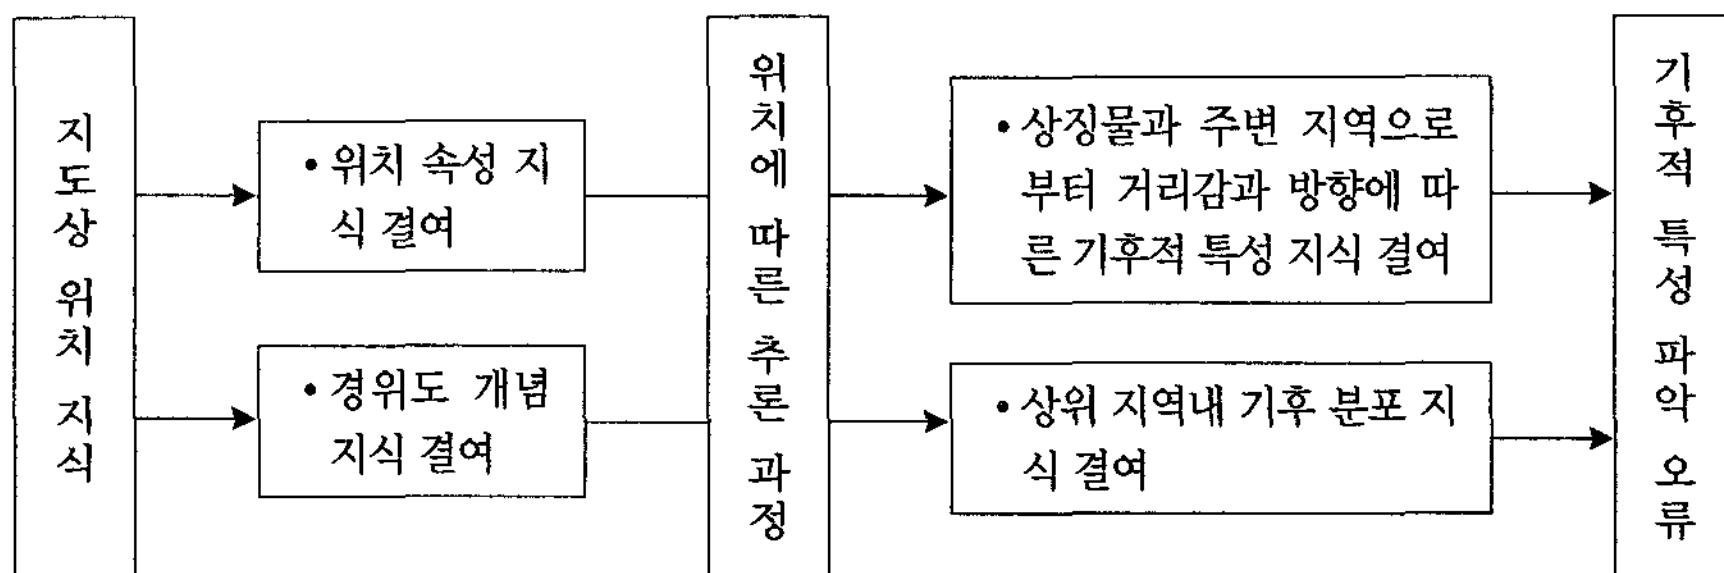 지도상 위치 지식
• 위치 속성 지
식 결여
• 경위도 개념
지식 결여
위치에 따른 추론 과정
• 상징물과 주변 지역으로
부터 거리감과 방향에 따
른 기후적 특성 지식 결여
• 상위 지역내 기후 분포 지
식 결여
기후적 특성 파악 오류